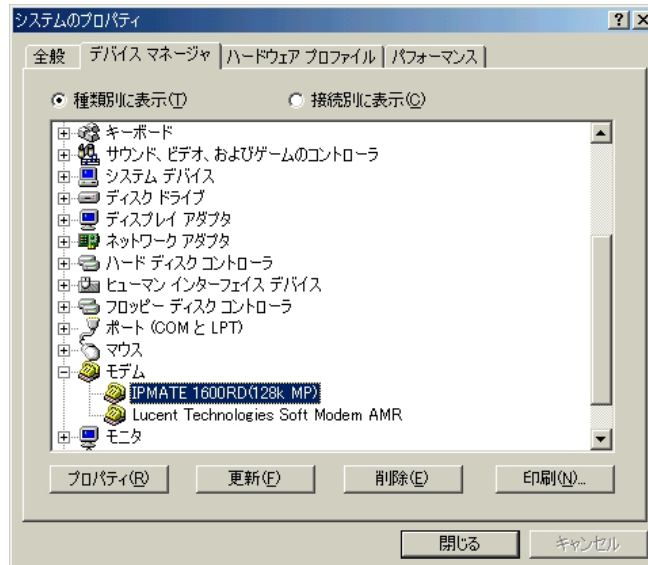 システムのプロパティ
全般 デバイス マネージャ ハードウェア プロファイル パフォーマンス
種類別に表示(T) 接続別に表示(C)
キーボード
サウンド、ビデオ、およびゲームのコントローラ
システム デバイス
ディスク ドライブ
ディスプレイ アダプタ
ネットワーク アダプタ
ハード ディスク コントローラ
ヒューマン インターフェイス デバイス
フロッピー ディスク コントローラ
ポート (COM と LPT)
マウス
モデム
IPMATE 1600RD(128k MP)
Lucent Technologies Soft Modem AMR
モニタ
プロパティ(R) 更新(F) 削除(E) 印刷(N)...
閉じる キャンセル